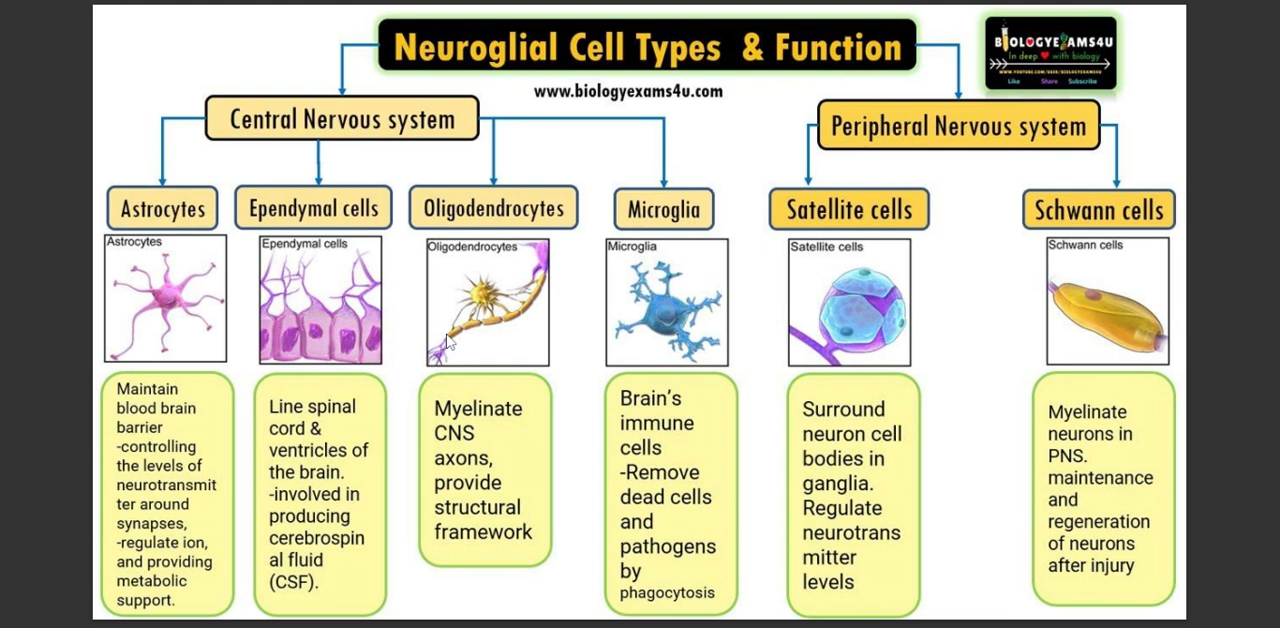 Neuroglial Cell Types & Function
BIOLOGYEXAMS4U
In deep with biology
WWW.YOUTUBE.COM/USER/BIOLOGYEXAMS4U
Like Share Subscribe
www.biologyexams4u.com
Central Nervous system
Peripheral Nervous system
Astrocytes
Ependymal cells
Oligodendrocytes
Microglia
Satellite cells
Schwann cells
Astrocytes
Ependymal cells
Oligodendrocytes
Microglia
Satellite cells
Schwann cells
Maintain
blood brain
barrier
-controlling
the levels of
neurotransmit
ter around
synapses,
-regulate ion,
and providing
metabolic
support.
Line spinal
cord &
ventricles of
the brain.
-involved in
producing
cerebrospin
al fluid
(CSF).
Myelinate
CNS
axons,
provide
structural
framework
Brain’s
immune
cells
-Remove
dead cells
and
pathogens
by
phagocytosis
Surround
neuron cell
bodies in
ganglia.
Regulate
neurotrans
mitter
levels
Myelinate
neurons in
PNS.
maintenance
and
regeneration
of neurons
after injury